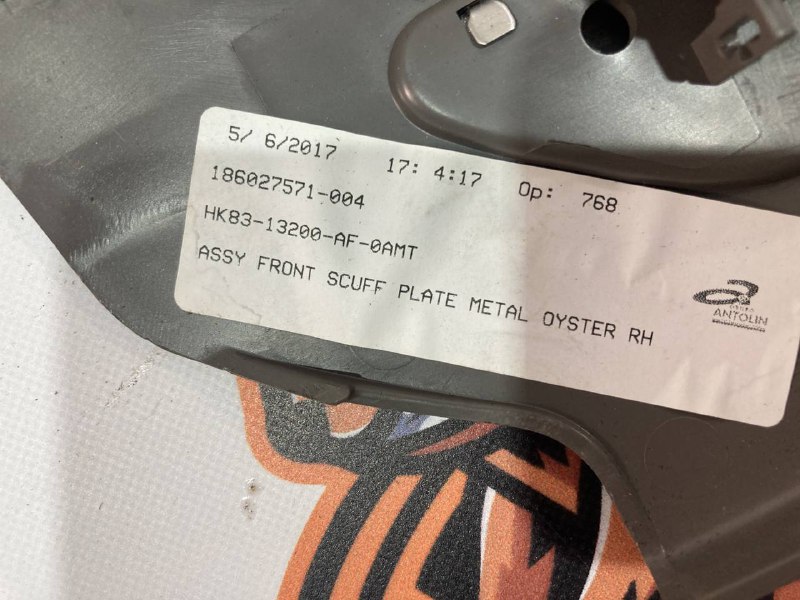 5/ 6/2017 17: 4:17 Op: 768
186027571-004
HK83-13200-AF-0AMT
ASSY FRONT SCUFF PLATE METAL OYSTER RH
ANTOLIN